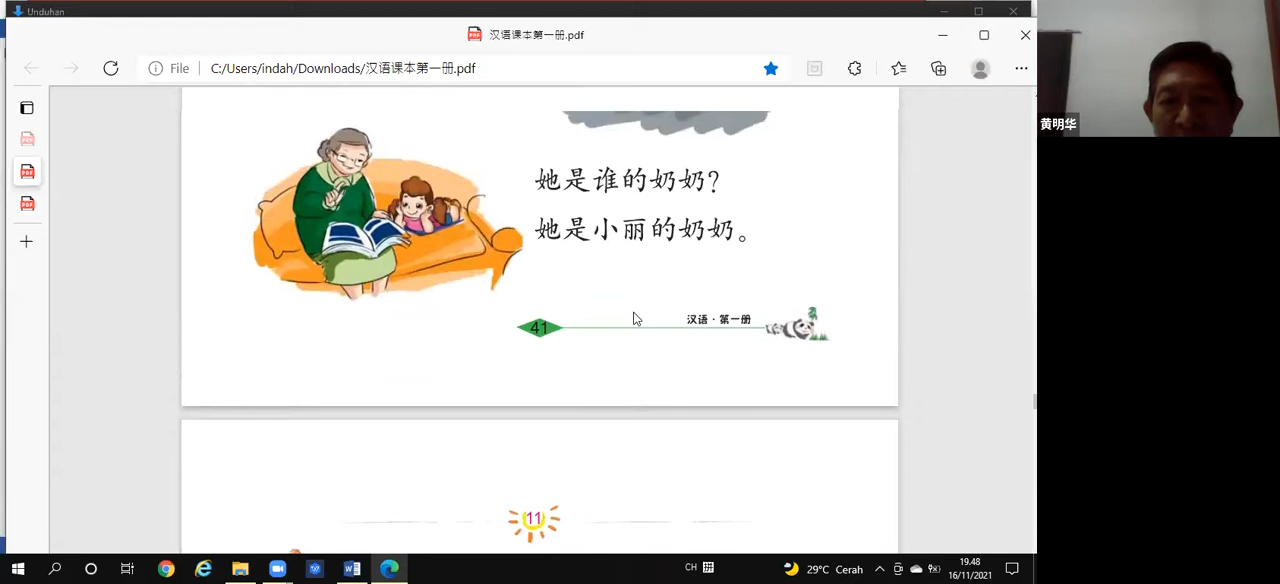 Unduhan
汉语课本第一册.pdf
File
C:/Users/indah/Downloads/汉语课本第一册.pdf
黄明华
她是谁的奶奶?
她是小丽的奶奶。
41
汉语·第一册
11
CH
29°C Cerah
19.48
16/11/2021